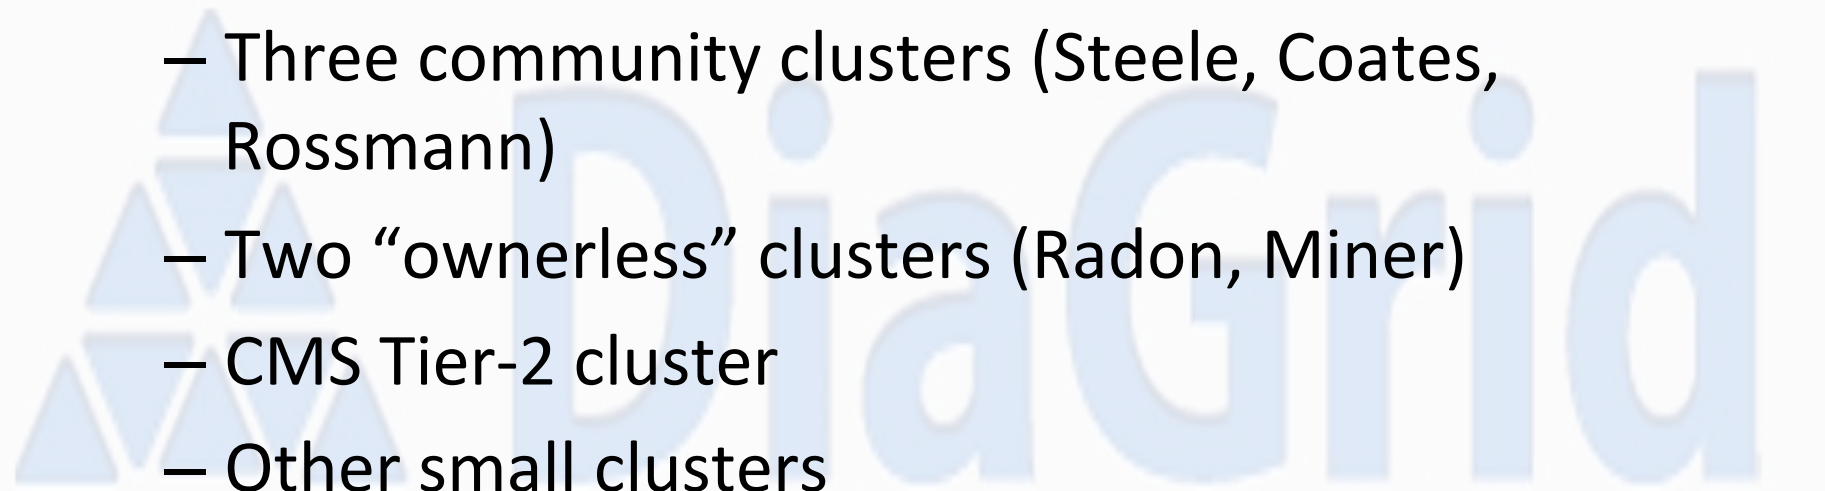 – Three community clusters (Steele, Coates,
Rossmann)
– Two “ownerless” clusters (Radon, Miner)
– CMS Tier-2 cluster
– Other small clusters
DiaGrid